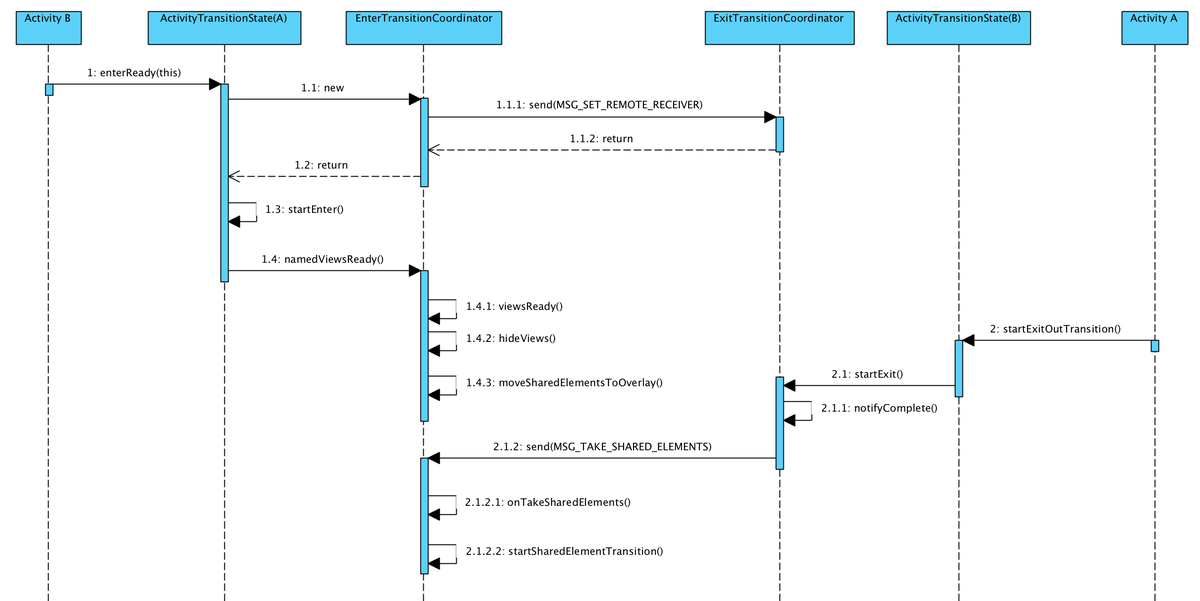 Activity B
ActivityTransitionState(A)
EnterTransitionCoordinator
ExitTransitionCoordinator
ActivityTransitionState(B)
Activity A
1: enterReady(this)
1.1: new
1.1.1: send(MSG_SET_REMOTE_RECEIVER)
1.1.2: return
1.2: return
1.3: startEnter()
1.4: namedViewsReady()
1.4.1: viewsReady()
2: startExitOutTransition()
1.4.2: hideViews()
2.1: startExit()
1.4.3: moveSharedElementsToOverlay()
2.1.1: notifyComplete()
2.1.2: send(MSG_TAKE_SHARED_ELEMENTS)
2.1.2.1: onTakeSharedElements()
2.1.2.2: startSharedElementTransition()